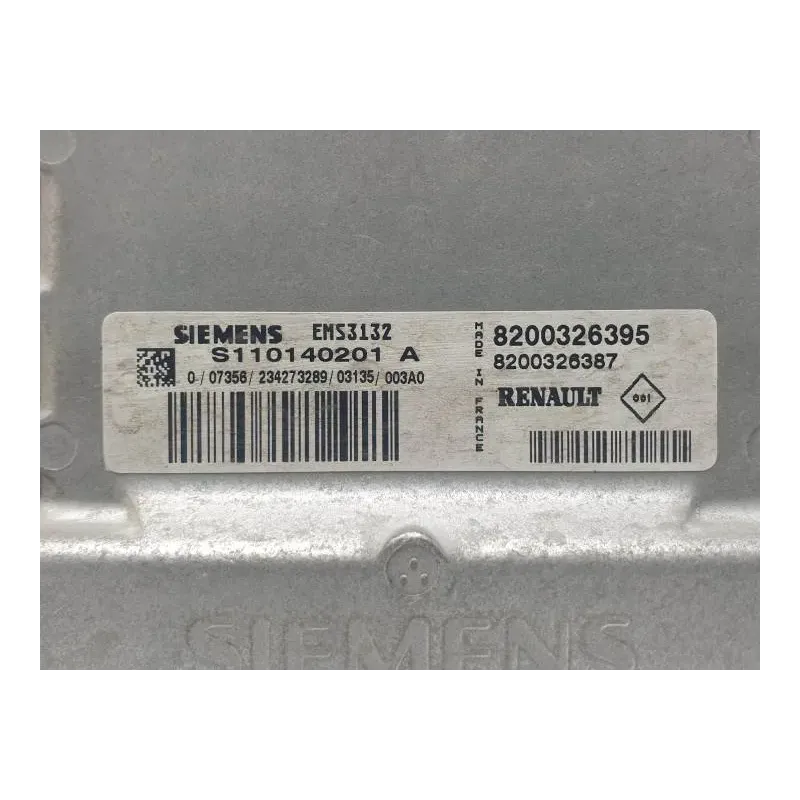 SIEMENS EMS3132
S110140201 A
0/07356/234273289/03135/003A0
MADE IN FRANCE
8200326395
8200326387
RENAULT 001
SIEMENS